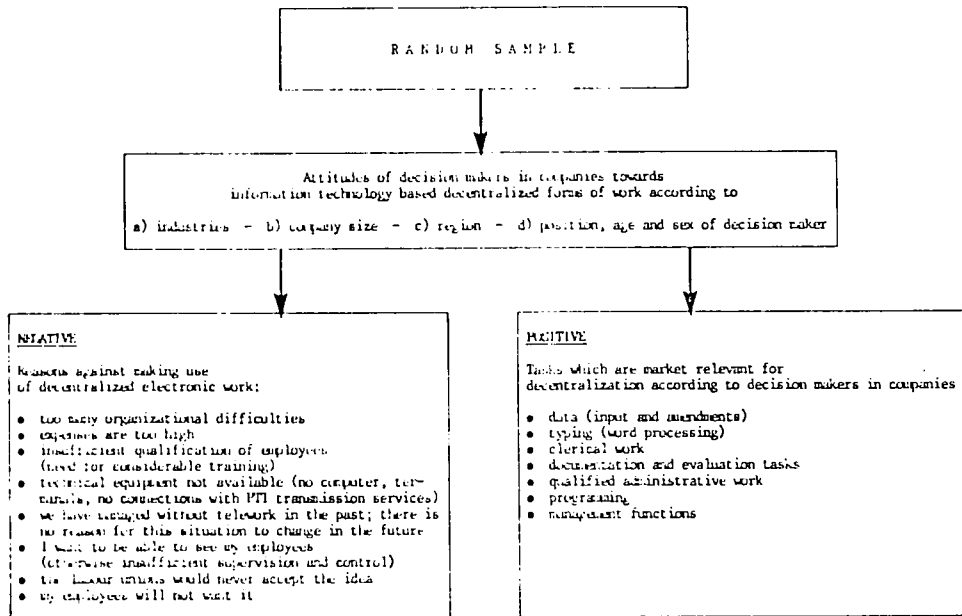 RANDOM SAMPLE
Attitudes of decision makers in companies towards
information technology based decentralized forms of work according to
a) industries - b) company size - c) region - d) position, age and sex of decision maker
NEGATIVE
Reasons against making use
of decentralized electronic work:
• too many organizational difficulties
• expenses are too high
• insufficient qualification of employees
(need for considerable training)
• technical equipment not available (no computer, ter-
minals, no connections with PTT transmission services)
• we have managed without telework in the past; there is
no reason for this situation to change in the future
• I want to be able to see my employees
(otherwise insufficient supervision and control)
• the labour unions would never accept the idea
• my employees will not want it
POSITIVE
Tasks which are market relevant for
decentralization according to decision makers in companies
• data (input and amendments)
• typing (word processing)
• clerical work
• documentation and evaluation tasks
• qualified administrative work
• programming
• management functions